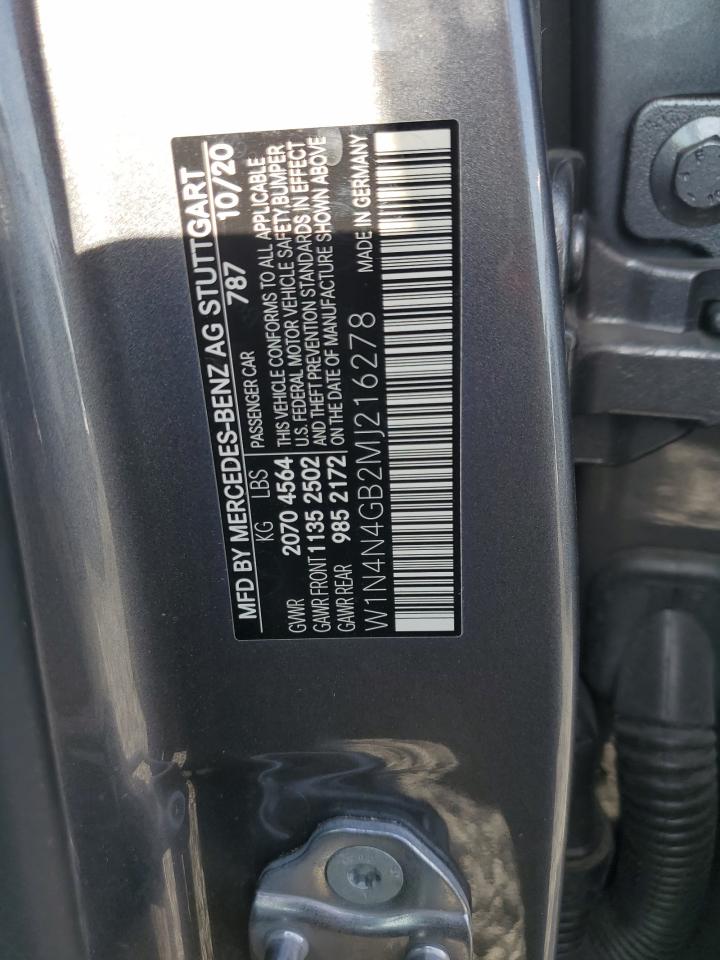 MFD BY MERCEDES-BENZ AG STUTTGART
787 10/20
KG LBS PASSENGER CAR
GVWR 2070 4564 THIS VEHICLE CONFORMS TO ALL APPLICABLE
U.S. FEDERAL MOTOR VEHICLE SAFETY,BUMPER
GAWR FRONT 1135 2502 AND THEFT PREVENTION STANDARDS IN EFFECT
GAWR REAR 985 2172 ON THE DATE OF MANUFACTURE SHOWN ABOVE
W1N4N4GB2MJ216278 MADE IN GERMANY